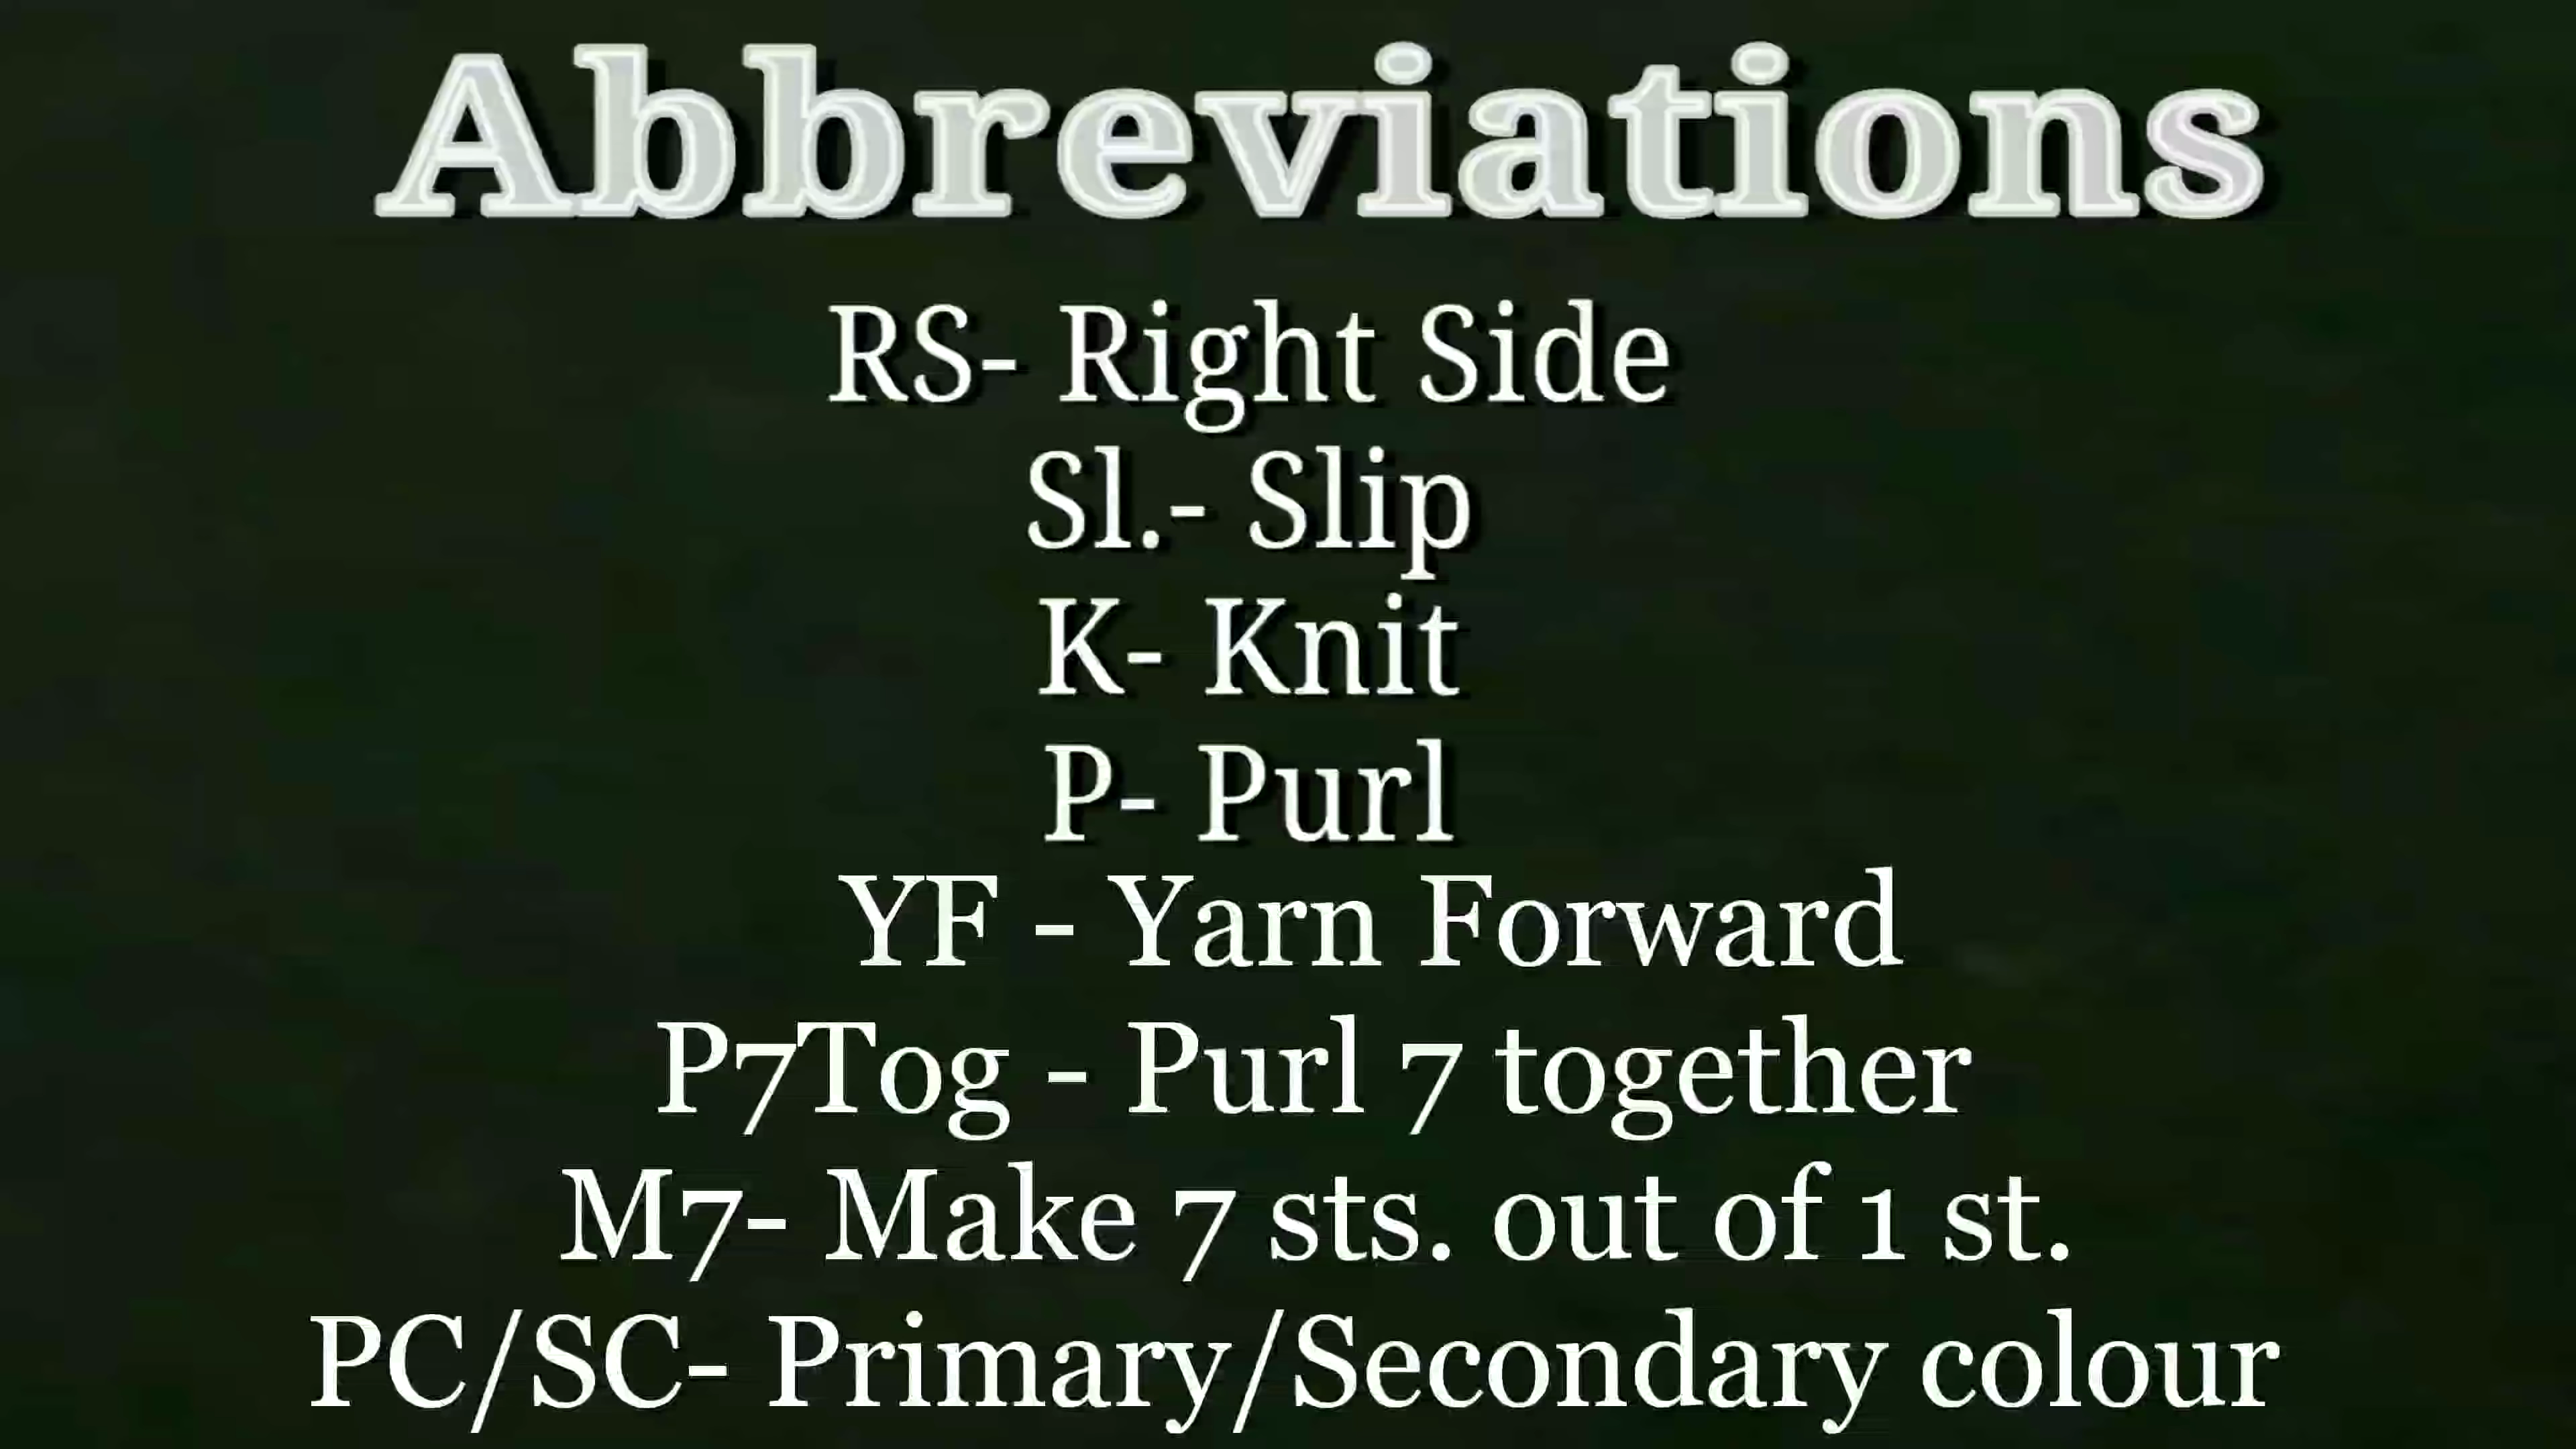 Abbreviations
RS- Right Side
Sl.- Slip
K- Knit
P- Purl
YF - Yarn Forward
P7Tog - Purl 7 together
M7- Make 7 sts. out of 1 st.
PC/SC- Primary/Secondary colour